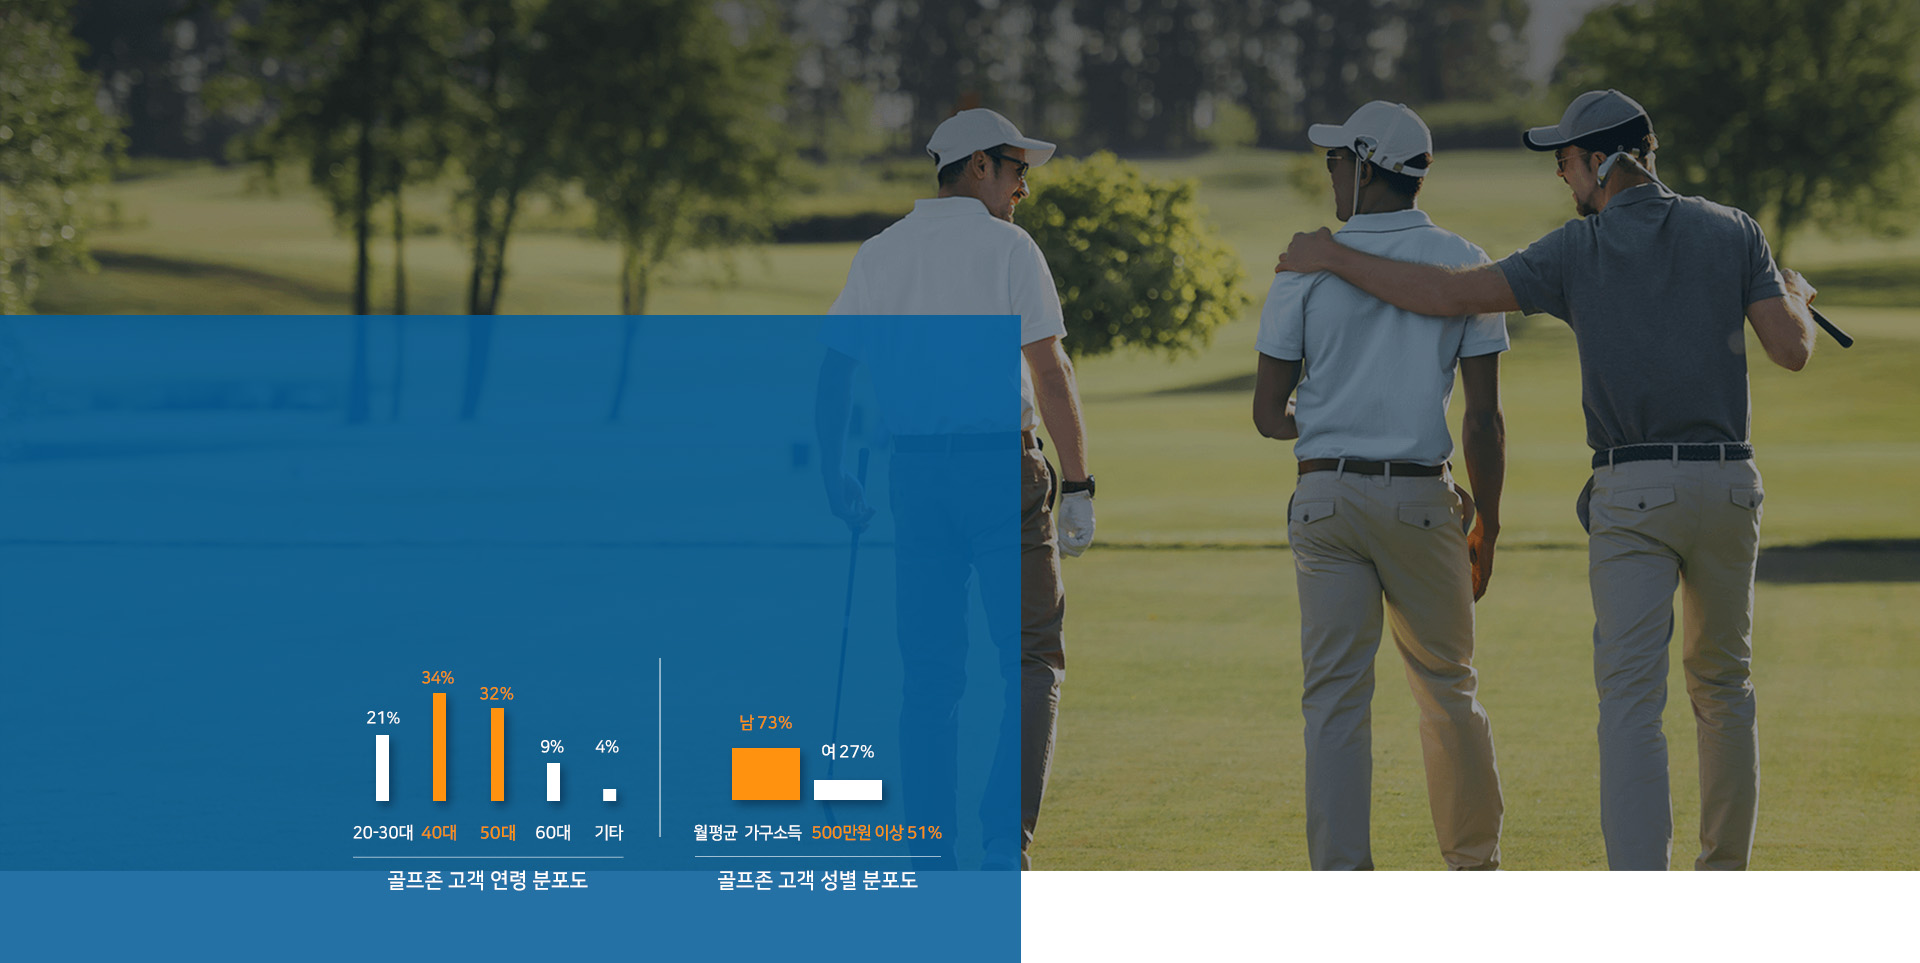 21% 34% 32% 9% 4%
20-30대 40대 50대 60대 기타
골프존 고객 연령 분포도
남 73% 여 27%
월평균 가구소득 500만원 이상 51%
골프존 고객 성별 분포도